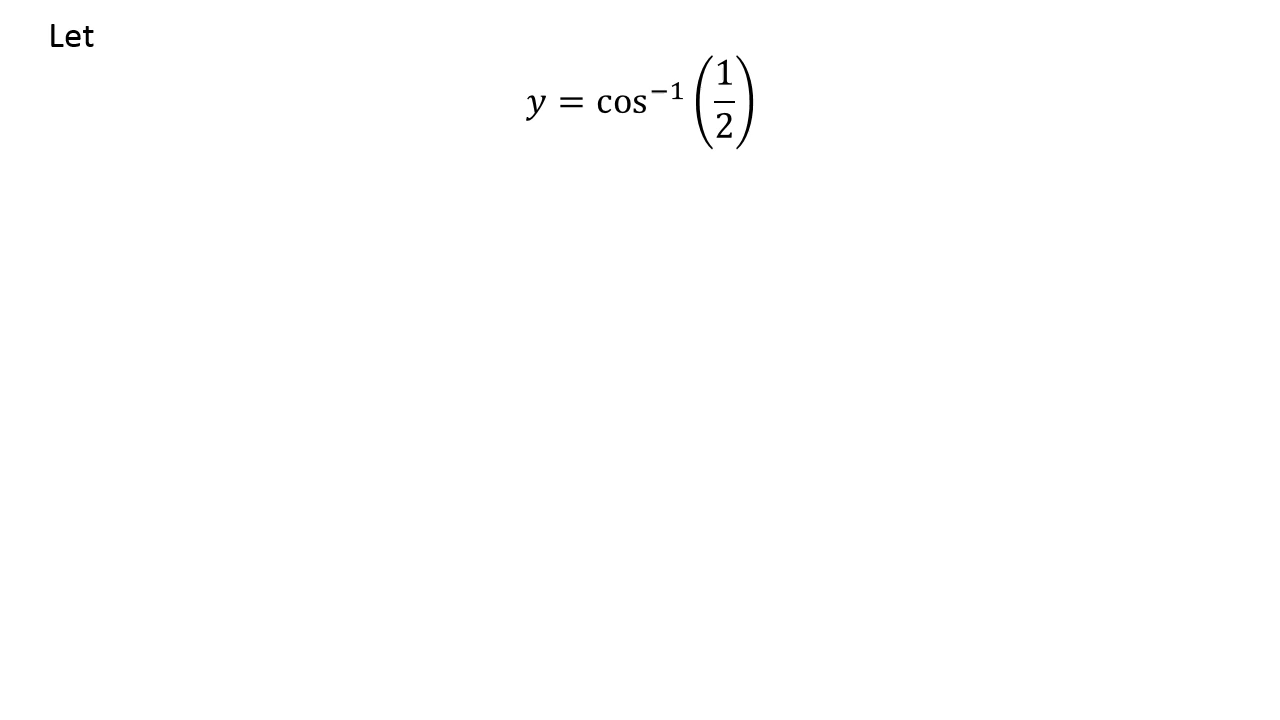 Let
y = cos⁻¹(1/2)